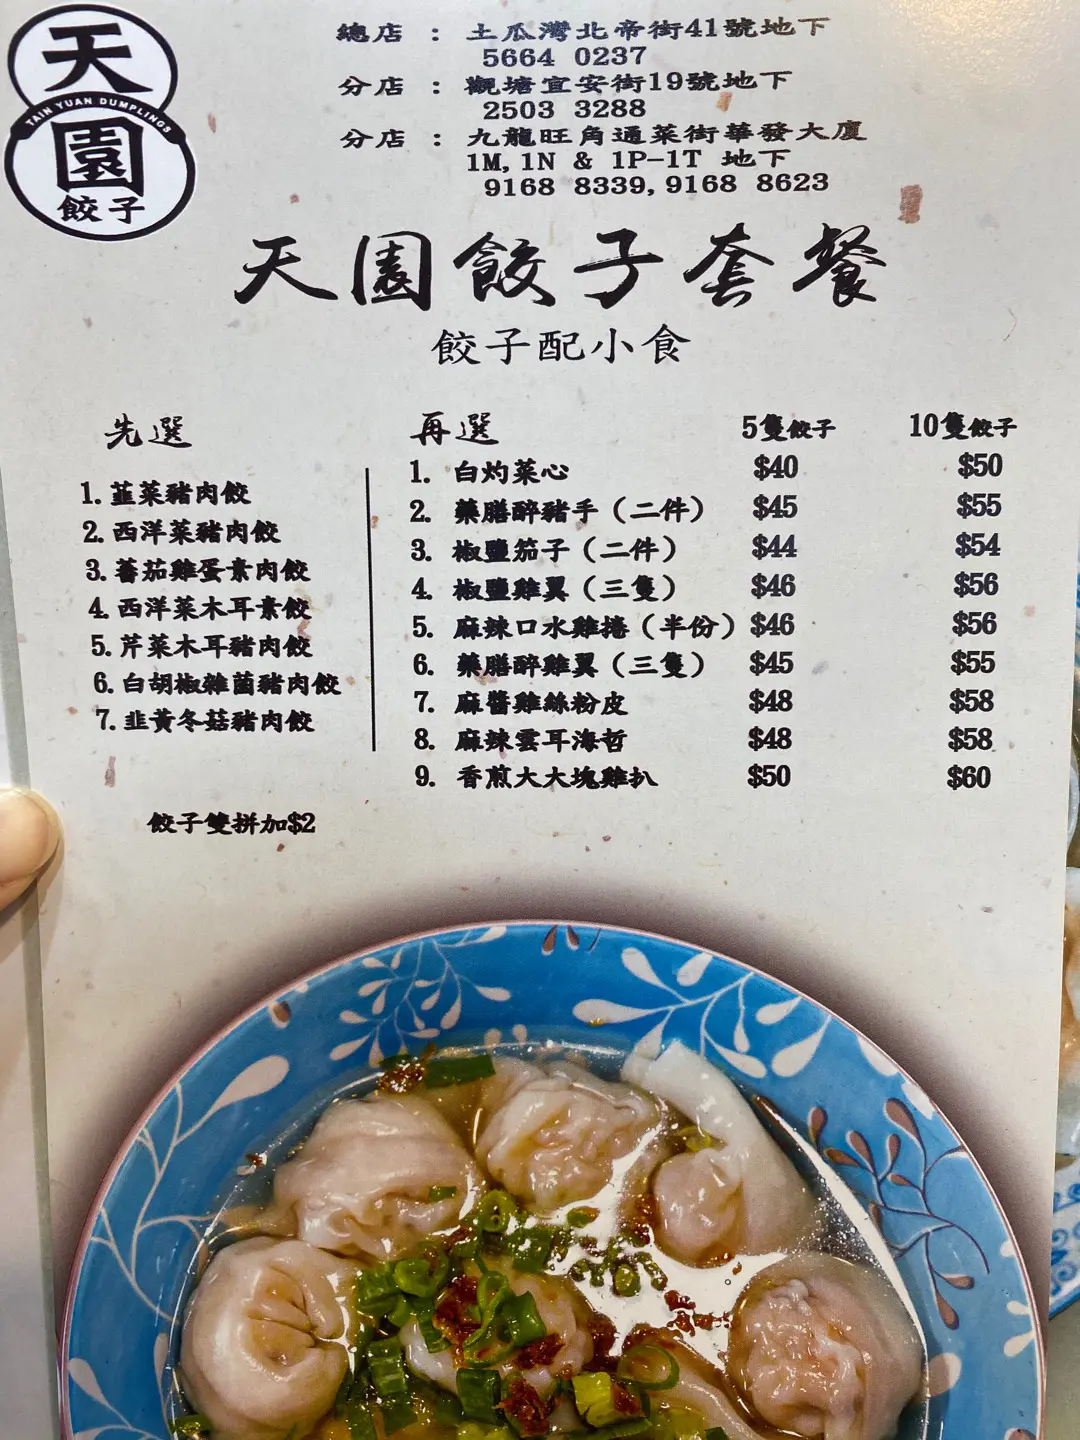 天
TAIN YUAN DUMPLINGS
園
餃子
總店 : 土瓜灣北帝街41號地下
5664 0237
分店 : 觀塘宜安街19號地下
2503 3288
分店 : 九龍旺角通菜街華發大廈
1M, 1N & 1P-1T 地下
9168 8339, 9168 8623
天園餃子套餐
餃子配小食
先選
1. 韮菜豬肉餃
2. 西洋菜豬肉餃
3. 蕃茄雞蛋素肉餃
4. 西洋菜木耳素餃
5. 芹菜木耳豬肉餃
6. 白胡椒雜菌豬肉餃
7. 韭黃冬菇豬肉餃
餃子雙拼加$2
再選 5隻餃子 10隻餃子
1. 白灼菜心 $40 $50
2. 藥膳醉豬手（二件） $45 $55
3. 椒鹽茄子（二件） $44 $54
4. 椒鹽雞翼（三隻） $46 $56
5. 麻辣口水雞捲（半份） $46 $56
6. 藥膳醉雞翼（三隻） $45 $55
7. 麻醬雞絲粉皮 $48 $58
8. 麻辣雲耳海哲 $48 $58
9. 香煎大大塊雞扒 $50 $60